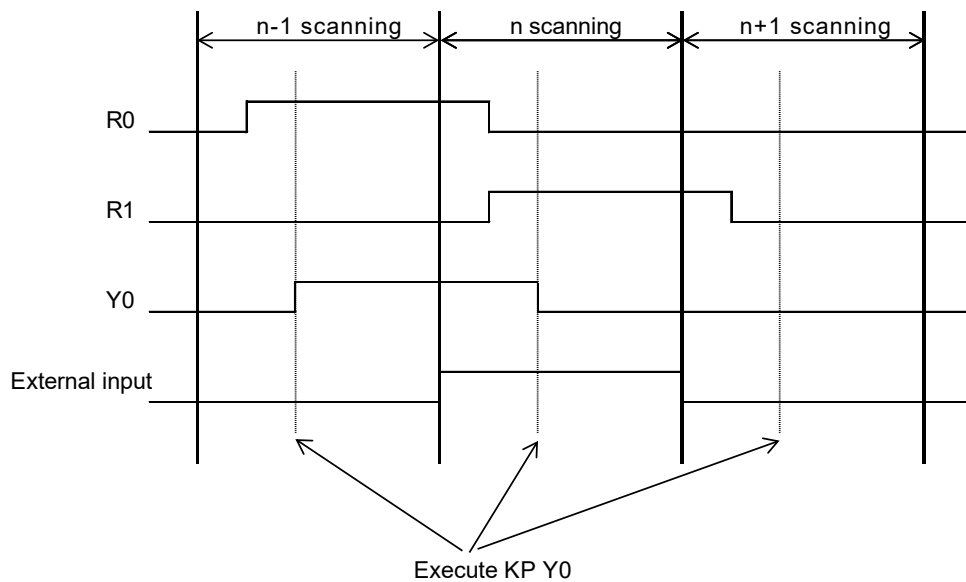 n-1 scanning
n scanning
n+1 scanning
R0
R1
Y0
External input
Execute KP Y0